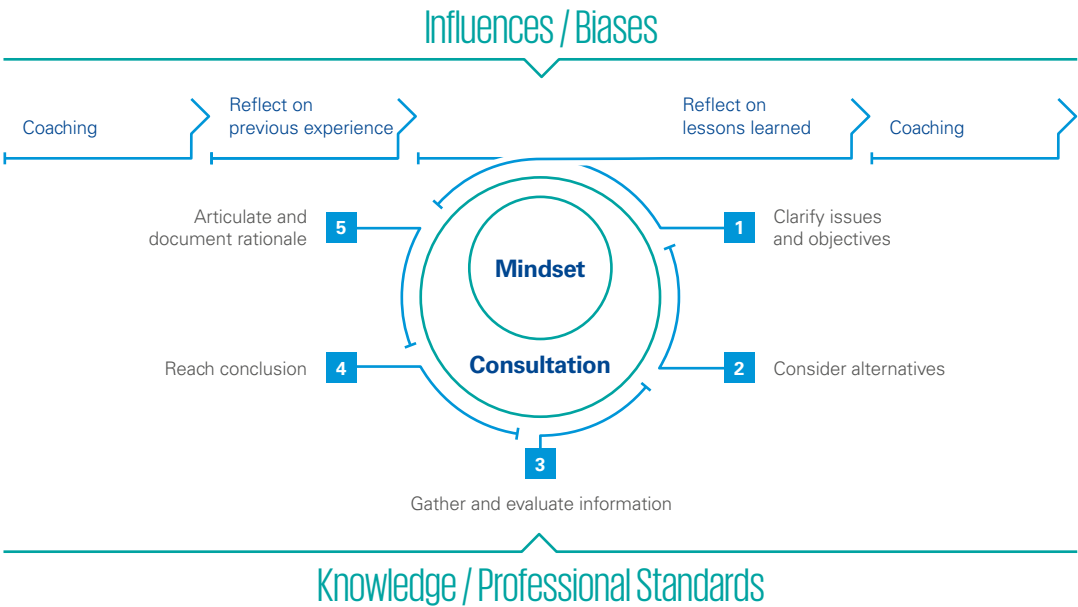 Influences / Biases
Coaching
Reflect on
previous experience
Reflect on
lessons learned
Coaching
Articulate and
document rationale
5
1
Clarify issues
and objectives
Mindset
Reach conclusion
4
Consultation
2
Consider alternatives
3
Gather and evaluate information
Knowledge / Professional Standards